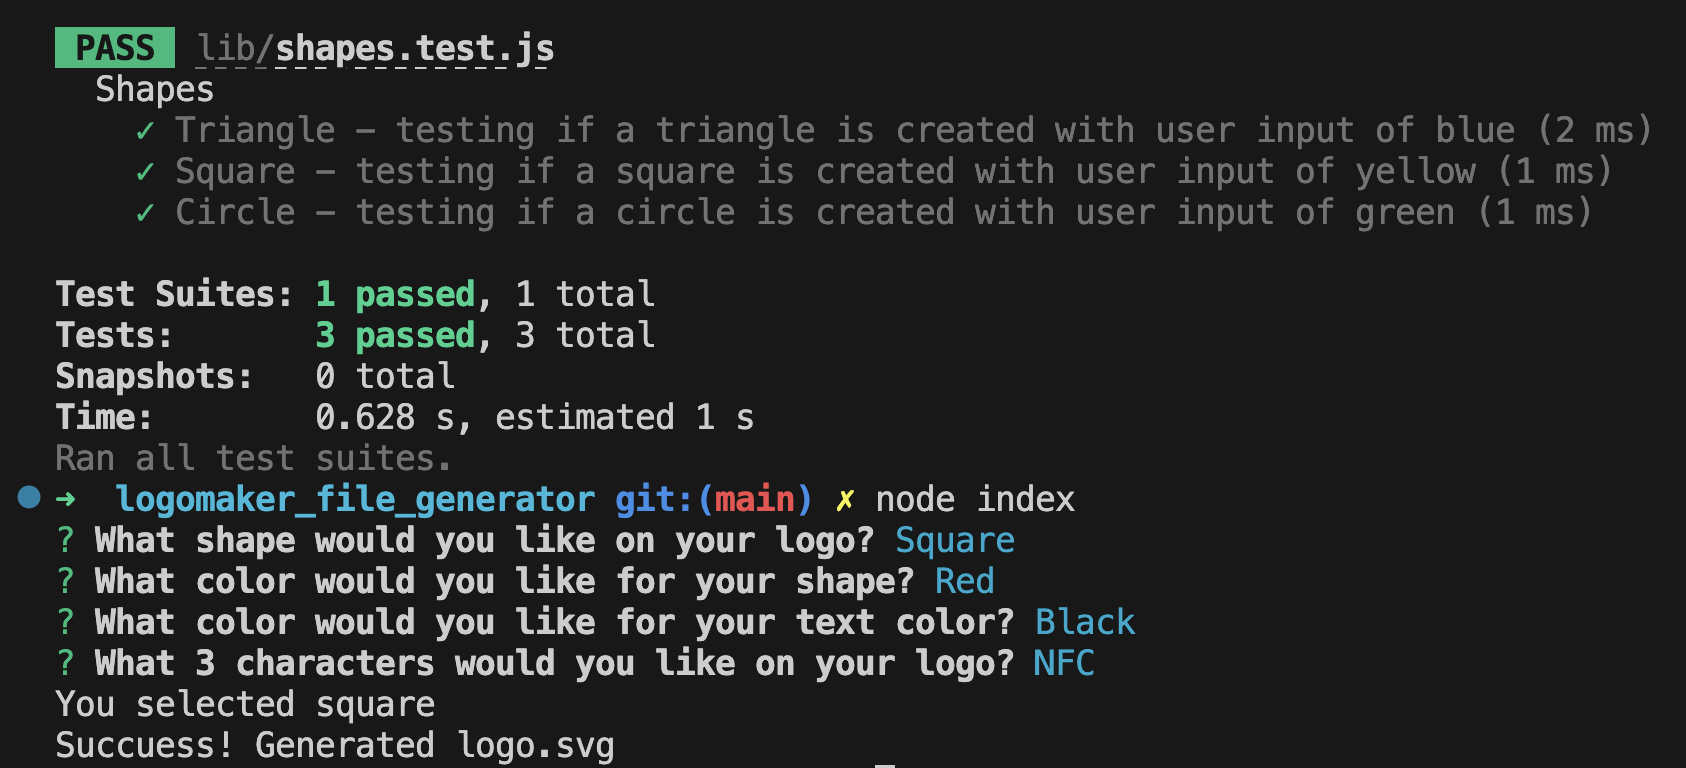 PASS lib/shapes.test.js
Shapes
✓ Triangle – testing if a triangle is created with user input of blue (2 ms)
✓ Square – testing if a square is created with user input of yellow (1 ms)
✓ Circle – testing if a circle is created with user input of green (1 ms)
Test Suites: 1 passed, 1 total
Tests: 3 passed, 3 total
Snapshots: 0 total
Time: 0.628 s, estimated 1 s
Ran all test suites.
➜ logomaker_file_generator git:(main) ✗ node index
? What shape would you like on your logo? Square
? What color would you like for your shape? Red
? What color would you like for your text color? Black
? What 3 characters would you like on your logo? NFC
You selected square
Succuess! Generated logo.svg